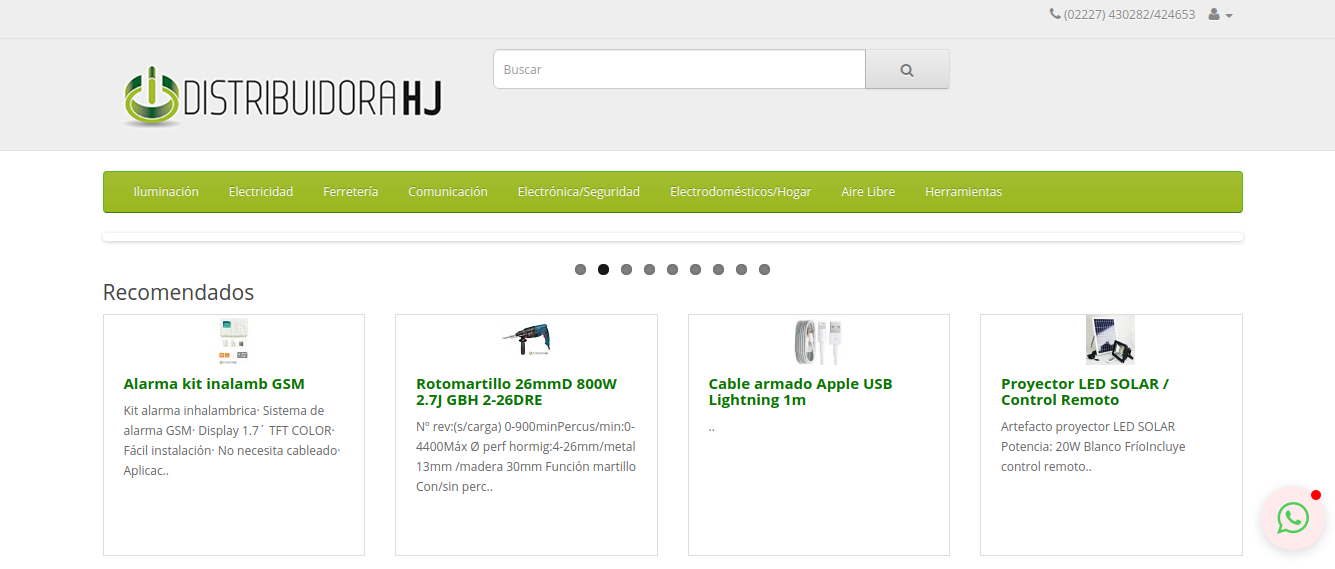 (02227) 430282/424653
DISTRIBUIDORA HJ
Buscar
Iluminación Electricidad Ferretería Comunicación Electrónica/Seguridad Electrodomésticos/Hogar Aire Libre Herramientas
Recomendados
Alarma kit inalamb GSM
Kit alarma inhalambrica· Sistema de
alarma GSM· Display 1.7´ TFT COLOR·
Fácil instalación· No necesita cableado·
Aplicac..
Rotomartillo 26mmD 800W
2.7J GBH 2-26DRE
Nº rev:(s/carga) 0-900minPercus/min:0-
4400Máx Ø perf hormig:4-26mm/metal
13mm /madera 30mm Función martillo
Con/sin perc..
Cable armado Apple USB
Lightning 1m
..
Proyector LED SOLAR /
Control Remoto
Artefacto proyector LED SOLAR
Potencia: 20W Blanco FríoIncluye
control remoto..